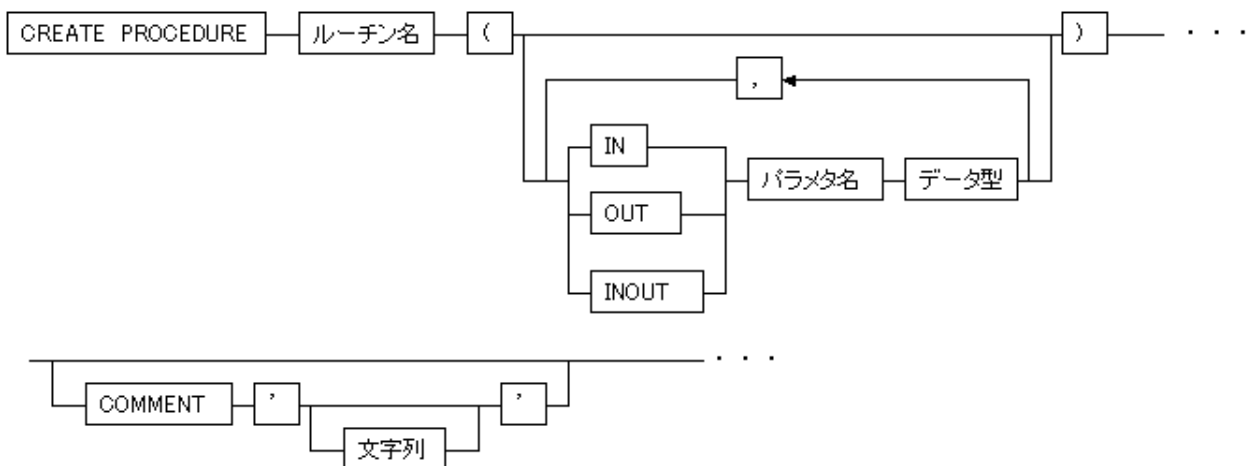 CREATE PROCEDURE ルーチン名 ( ) ・・・
,
IN
パラメタ名 データ型
OUT
INOUT
・・・
COMMENT ' '
文字列